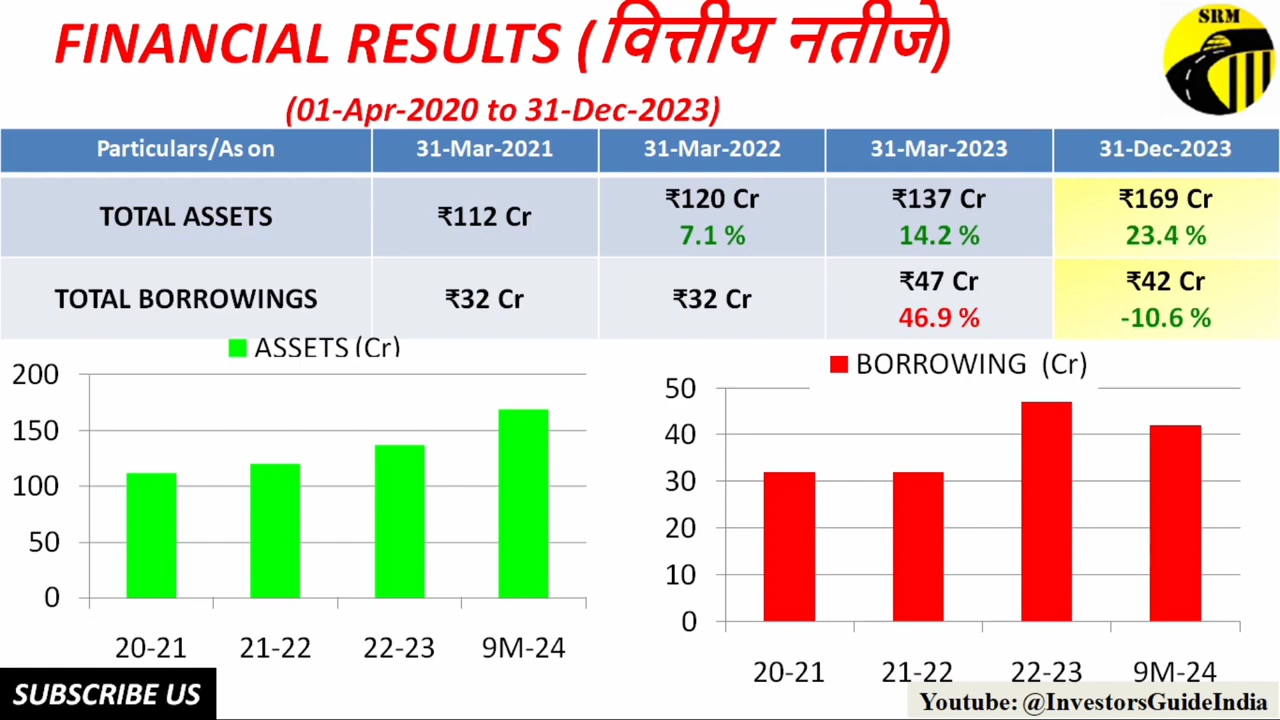 FINANCIAL RESULTS (वित्तीय नतीजे)
SRM
(01-Apr-2020 to 31-Dec-2023)
Particulars/As on 31-Mar-2021 31-Mar-2022 31-Mar-2023 31-Dec-2023
TOTAL ASSETS ₹112 Cr ₹120 Cr ₹137 Cr ₹169 Cr
7.1 % 14.2 % 23.4 %
TOTAL BORROWINGS ₹32 Cr ₹32 Cr ₹47 Cr ₹42 Cr
46.9 % -10.6 %
ASSETS (Cr)
200
150
100
50
0
20-21 21-22 22-23 9M-24
BORROWING (Cr)
50
40
30
20
10
0
20-21 21-22 22-23 9M-24
SUBSCRIBE US
Youtube: @InvestorsGuideIndia